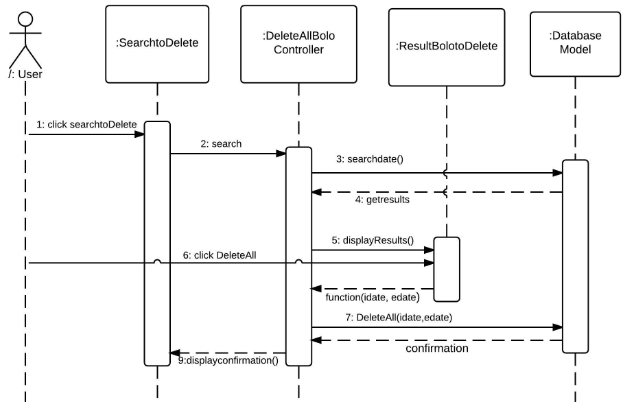 :SearchtoDelete
:DeleteAllBolo
Controller
:ResultBolotoDelete
:Database
Model
/: User
1: click searchtoDelete
2: search
3: searchdate()
4: getresults
5: displayResults()
6: click DeleteAll
function(idate, edate)
7: DeleteAll(idate,edate)
confirmation
9:displayconfirmation()